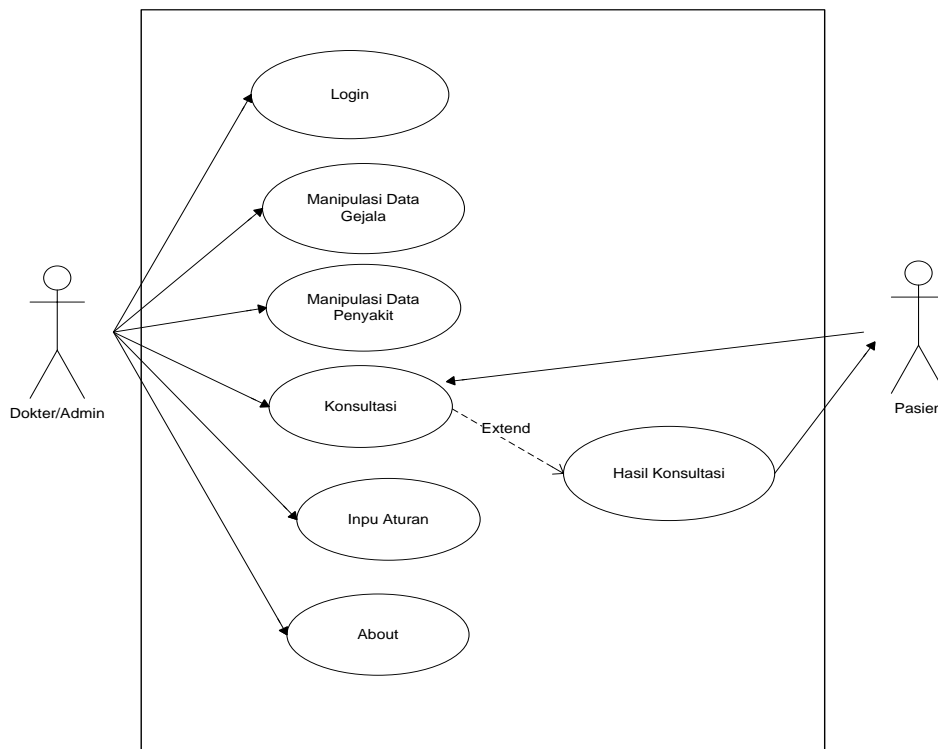 Login
Manipulasi Data
Gejala
Manipulasi Data
Penyakit
Dokter/Admin
Konsultasi
Pasien
Extend
Hasil Konsultasi
Inpu Aturan
About